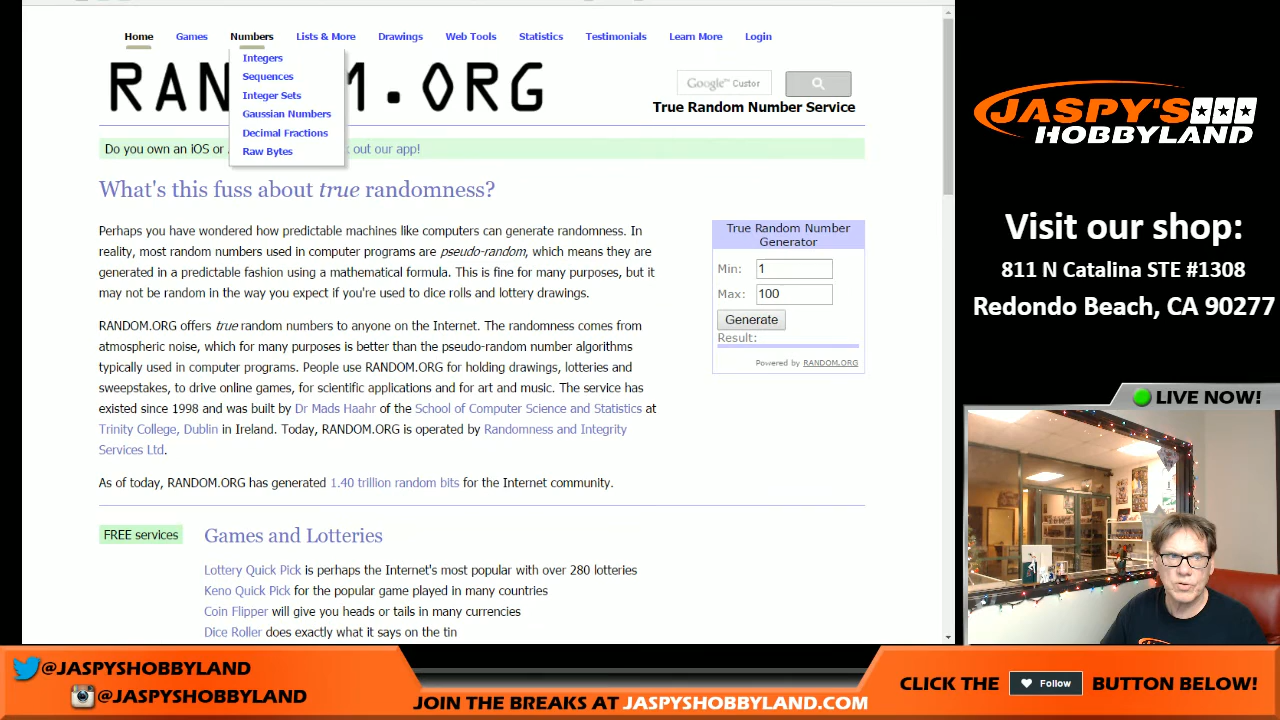 Home Games Numbers Lists & More Drawings Web Tools Statistics Testimonials Learn More Login
Integers
Sequences
Integer Sets
Gaussian Numbers
Decimal Fractions
Raw Bytes
Google™ Custor
True Random Number Service
Do you own an iOS or
out our app!
What's this fuss about true randomness?
Perhaps you have wondered how predictable machines like computers can generate randomness. In
reality, most random numbers used in computer programs are pseudo-random, which means they are
generated in a predictable fashion using a mathematical formula. This is fine for many purposes, but it
may not be random in the way you expect if you're used to dice rolls and lottery drawings.
RANDOM.ORG offers true random numbers to anyone on the Internet. The randomness comes from
atmospheric noise, which for many purposes is better than the pseudo-random number algorithms
typically used in computer programs. People use RANDOM.ORG for holding drawings, lotteries and
sweepstakes, to drive online games, for scientific applications and for art and music. The service has
existed since 1998 and was built by Dr Mads Haahr of the School of Computer Science and Statistics at
Trinity College, Dublin in Ireland. Today, RANDOM.ORG is operated by Randomness and Integrity
Services Ltd.
As of today, RANDOM.ORG has generated 1.40 trillion random bits for the Internet community.
True Random Number
Generator
Min: 1
Max: 100
Generate
Result:
Powered by RANDOM.ORG
FREE services
Games and Lotteries
Lottery Quick Pick is perhaps the Internet's most popular with over 280 lotteries
Keno Quick Pick for the popular game played in many countries
Coin Flipper will give you heads or tails in many currencies
Dice Roller does exactly what it says on the tin
JASPY'S
HOBBYLAND
Visit our shop:
811 N Catalina STE #1308
Redondo Beach, CA 90277
LIVE NOW!
@JASPYSHOBBYLAND
@JASPYSHOBBYLAND
JOIN THE BREAKS AT JASPYSHOBBYLAND.COM
CLICK THE Follow BUTTON BELOW!